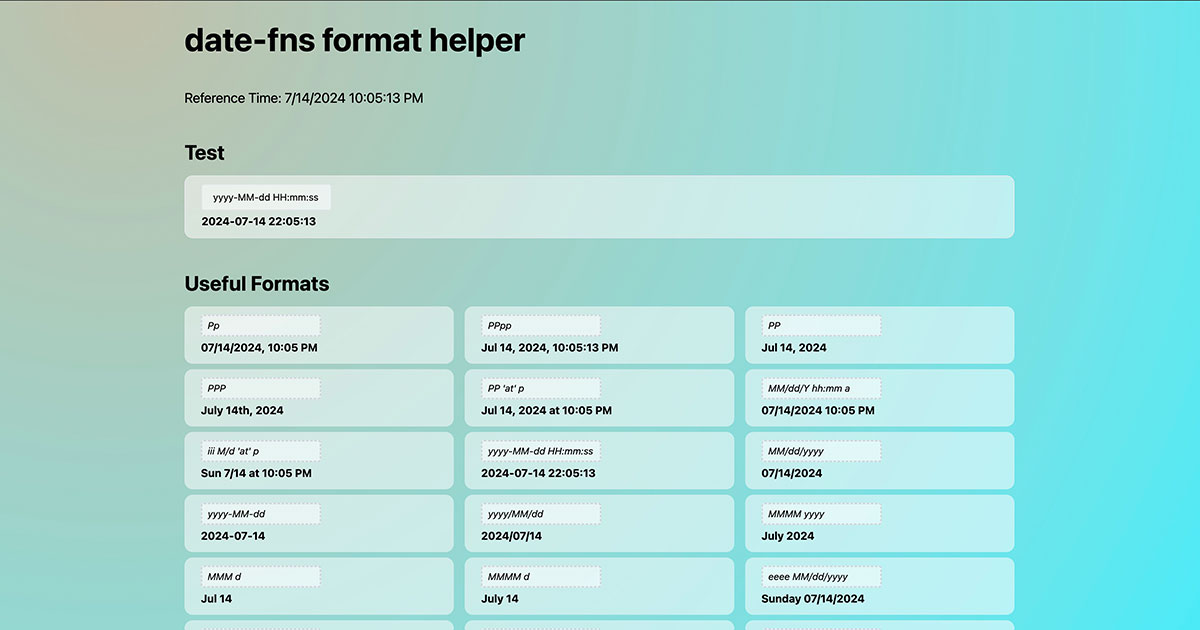 date-fns format helper
Reference Time: 7/14/2024 10:05:13 PM
Test
yyyy-MM-dd HH:mm:ss
2024-07-14 22:05:13
Useful Formats
Pp
07/14/2024, 10:05 PM
PPpp
Jul 14, 2024, 10:05:13 PM
PP
Jul 14, 2024
PPP
July 14th, 2024
PP 'at' p
Jul 14, 2024 at 10:05 PM
MM/dd/Y hh:mm a
07/14/2024 10:05 PM
iii M/d 'at' p
Sun 7/14 at 10:05 PM
yyyy-MM-dd HH:mm:ss
2024-07-14 22:05:13
MM/dd/yyyy
07/14/2024
yyyy-MM-dd
2024-07-14
yyyy/MM/dd
2024/07/14
MMMM yyyy
July 2024
MMM d
Jul 14
MMMM d
July 14
eeee MM/dd/yyyy
Sunday 07/14/2024